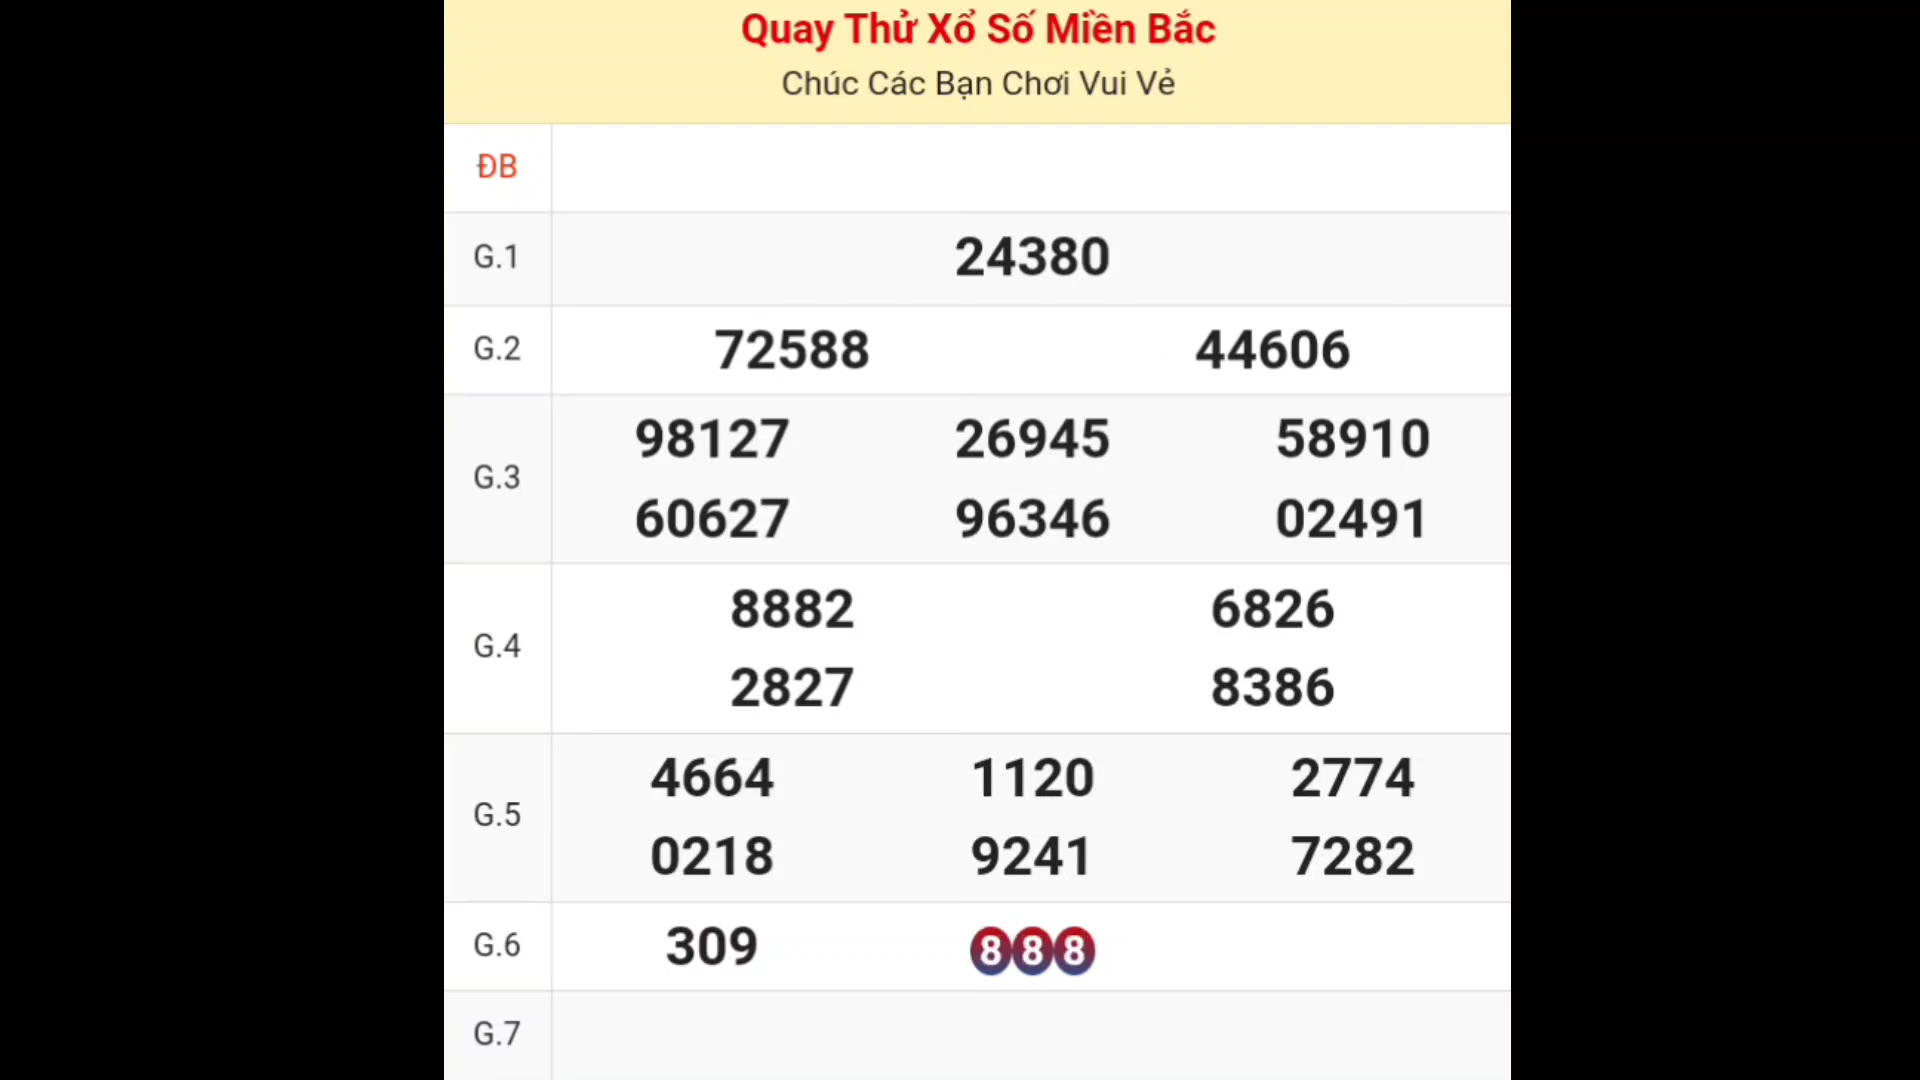 Quay Thử Xổ Số Miền Bắc
Chúc Các Bạn Chơi Vui Vẻ
ĐB
G.1 24380
G.2 72588 44606
G.3 98127 26945 58910
60627 96346 02491
G.4 8882 6826
2827 8386
G.5 4664 1120 2774
0218 9241 7282
G.6 309 888
G.7